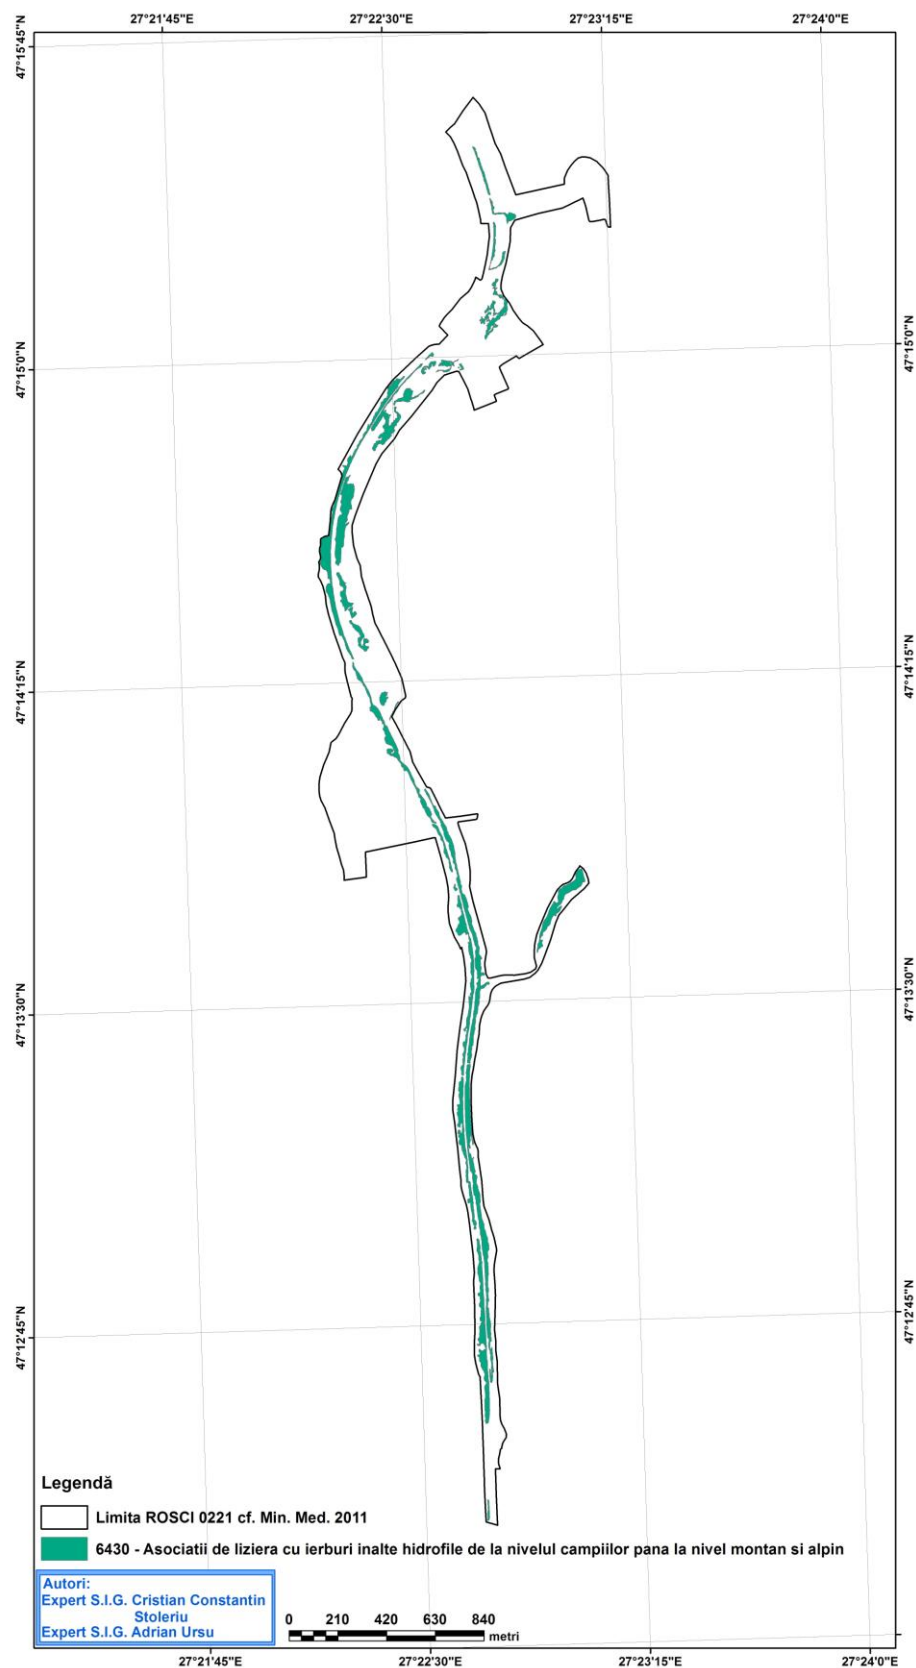 27°21'45"E
27°22'30"E
27°23'15"E
27°24'0"E
47°15'45"N
47°15'0"N
47°15'0"N
47°14'15"N
47°14'15"N
47°13'30"N
47°13'30"N
47°12'45"N
47°12'45"N
Legendă
Limita ROSCI 0221 cf. Min. Med. 2011
6430 - Asociatii de liziera cu ierburi inalte hidrofile de la nivelul campiilor pana la nivel montan si alpin
Autori:
Expert S.I.G. Cristian Constantin
Stoleriu
Expert S.I.G. Adrian Ursu
0 210 420 630 840
metri
27°21'45"E
27°22'30"E
27°23'15"E
27°24'0"E